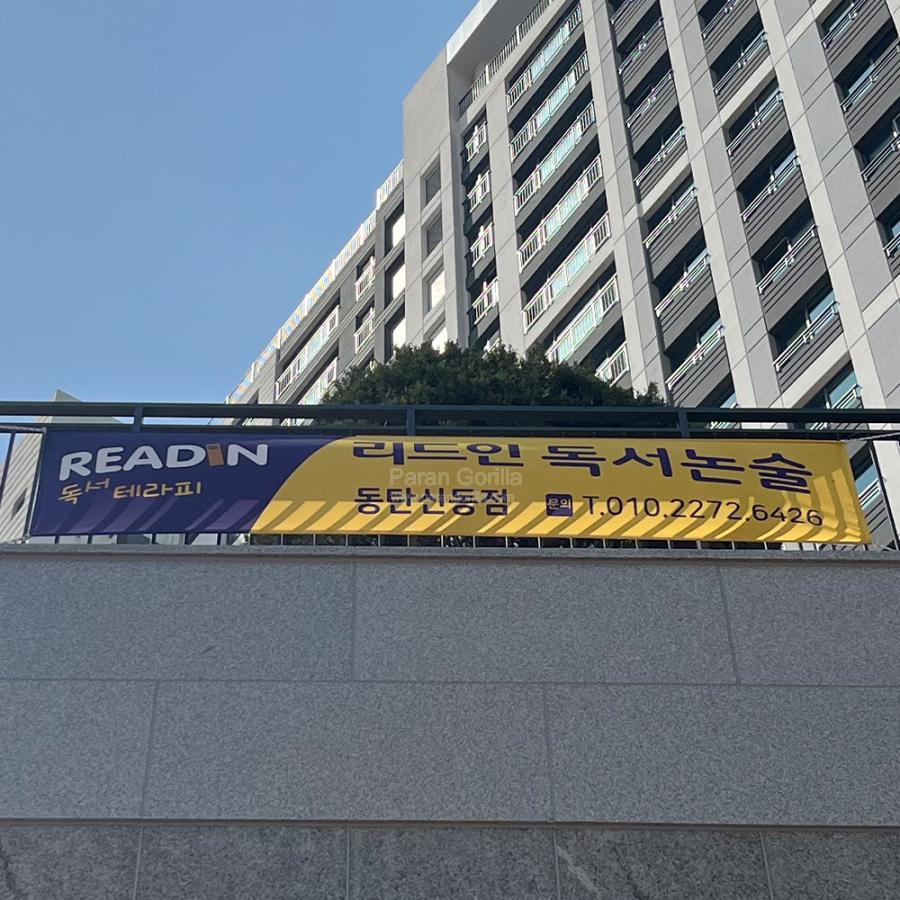 READIN
독서 테라피
리드인 독서논술
동탄신동점 문의 T.010.2272.6426
Paran Gorilla